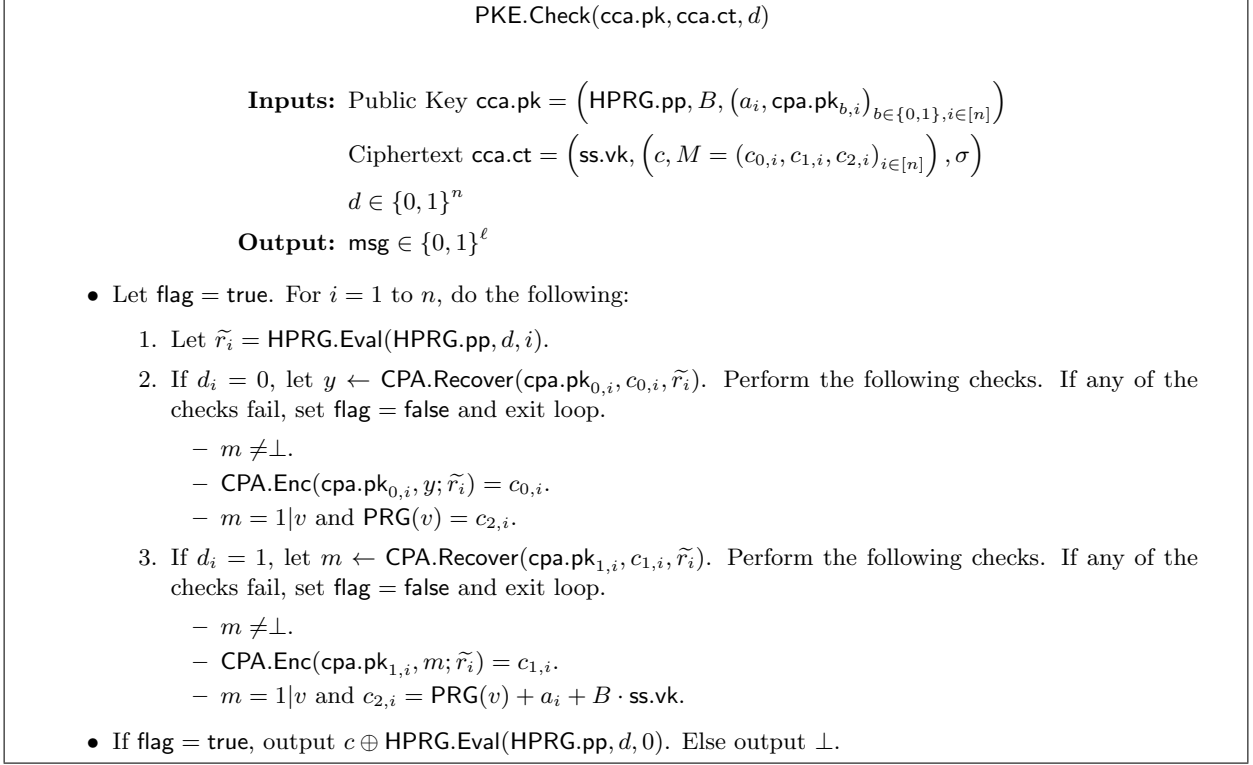 PKE.Check(cca.pk, cca.ct, d)
Inputs: Public Key cca.pk = (HPRG.pp, B, (a_i, cpa.pk_{b,i})_{b∈{0,1},i∈[n]})
Ciphertext cca.ct = (ss.vk, (c, M = (c_{0,i}, c_{1,i}, c_{2,i})_{i∈[n]}), σ)
d ∈ {0, 1}^n
Output: msg ∈ {0, 1}^ℓ
• Let flag = true. For i = 1 to n, do the following:
1. Let r̃_i = HPRG.Eval(HPRG.pp, d, i).
2. If d_i = 0, let y ← CPA.Recover(cpa.pk_{0,i}, c_{0,i}, r̃_i). Perform the following checks. If any of the
checks fail, set flag = false and exit loop.
– m ≠⊥.
– CPA.Enc(cpa.pk_{0,i}, y; r̃_i) = c_{0,i}.
– m = 1|v and PRG(v) = c_{2,i}.
3. If d_i = 1, let m ← CPA.Recover(cpa.pk_{1,i}, c_{1,i}, r̃_i). Perform the following checks. If any of the
checks fail, set flag = false and exit loop.
– m ≠⊥.
– CPA.Enc(cpa.pk_{1,i}, m; r̃_i) = c_{1,i}.
– m = 1|v and c_{2,i} = PRG(v) + a_i + B · ss.vk.
• If flag = true, output c ⊕ HPRG.Eval(HPRG.pp, d, 0). Else output ⊥.